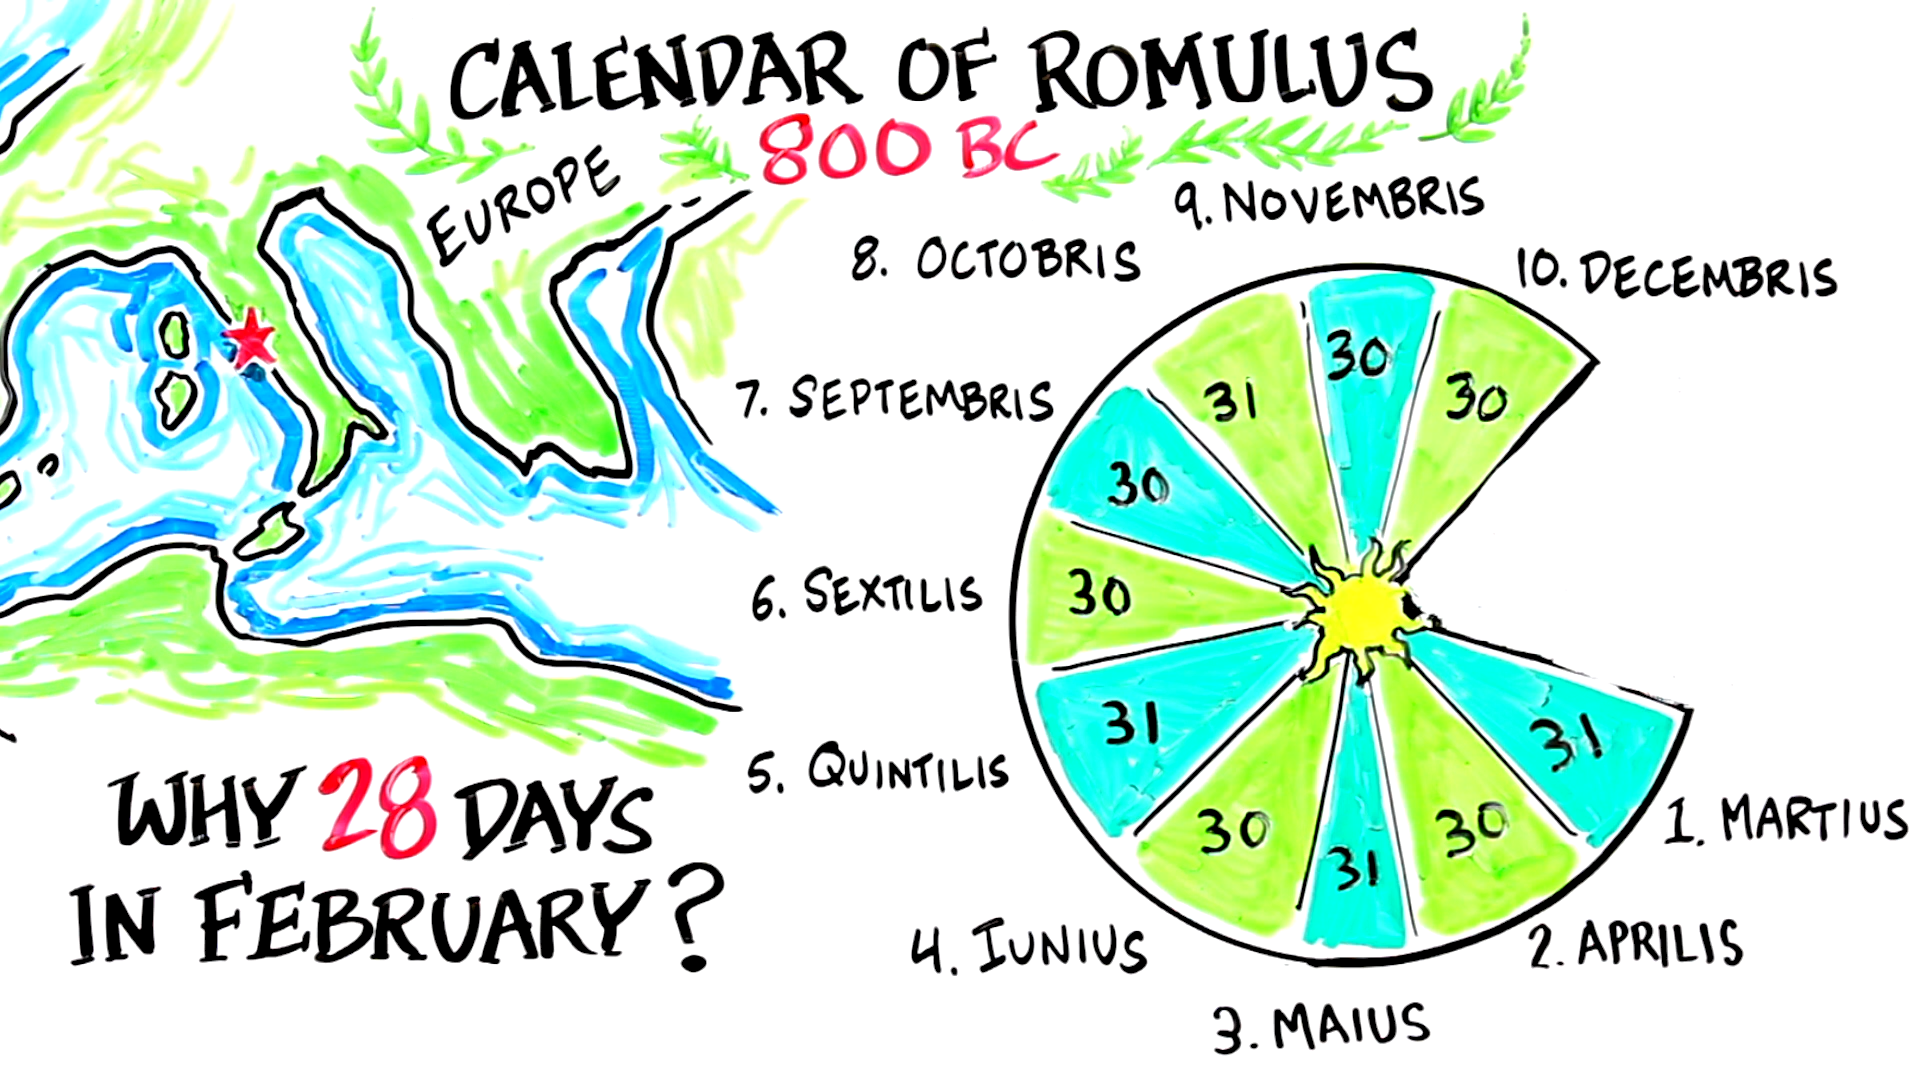 CALENDAR OF ROMULUS
800 BC
EUROPE
9. NOVEMBRIS
8. OCTOBRIS
10. DECEMBRIS
30
31
30
7. SEPTEMBRIS
30
6. SEXTILIS
30
31
31
5. QUINTILIS
30
30
31
1. MARTIUS
4. IUNIUS
2. APRILIS
3. MAIUS
WHY 28 DAYS
IN FEBRUARY?